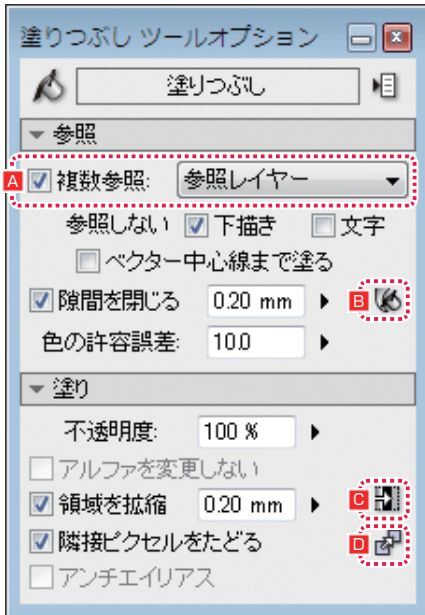 塗りつぶし ツールオプション
塗りつぶし
参照
A 複数参照: 参照レイヤー
参照しない 下描き 文字
ベクター中心線まで塗る
隙間を閉じる 0.20 mm B
色の許容誤差: 10.0
塗り
不透明度: 100 %
アルファを変更しない
領域を拡縮 0.20 mm C
隣接ピクセルをたどる D
アンチエイリアス